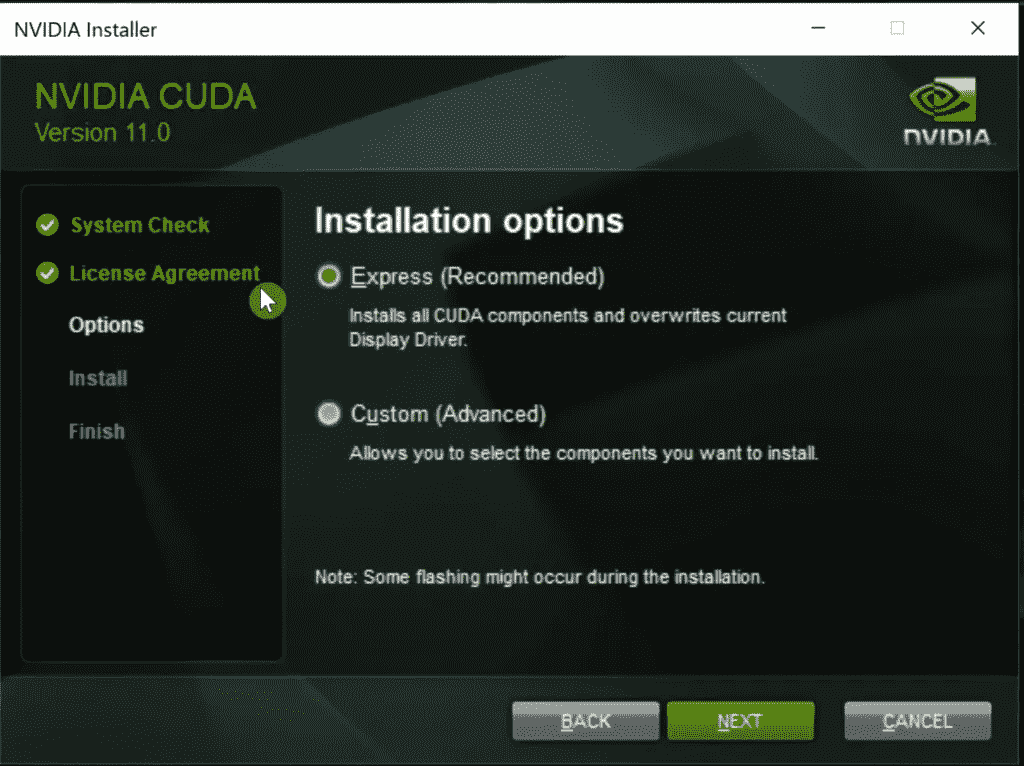 NVIDIA Installer
NVIDIA CUDA
Version 11.0
NVIDIA.
System Check
License Agreement
Options
Install
Finish
Installation options
Express (Recommended)
Installs all CUDA components and overwrites current
Display Driver.
Custom (Advanced)
Allows you to select the components you want to install.
Note: Some flashing might occur during the installation.
BACK
NEXT
CANCEL